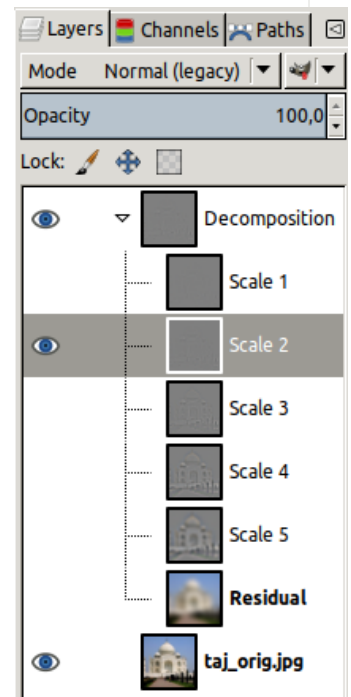 Layers Channels Paths
Mode Normal (legacy)
Opacity 100,0
Lock:
Decomposition
Scale 1
Scale 2
Scale 3
Scale 4
Scale 5
Residual
taj_orig.jpg